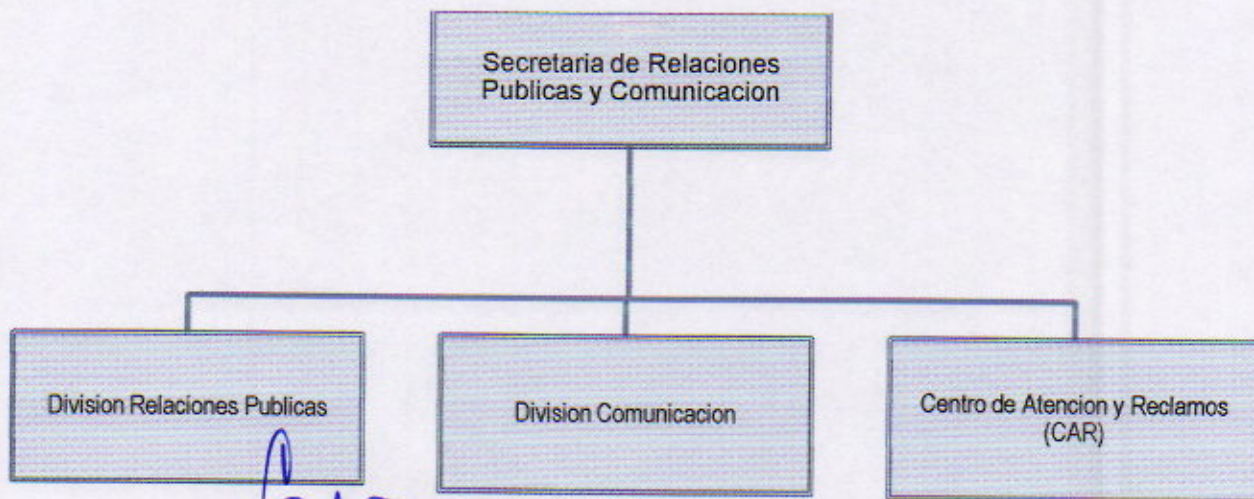 Secretaria de Relaciones
Publicas y Comunicacion
Division Relaciones Publicas
Division Comunicacion
Centro de Atencion y Reclamos
(CAR)